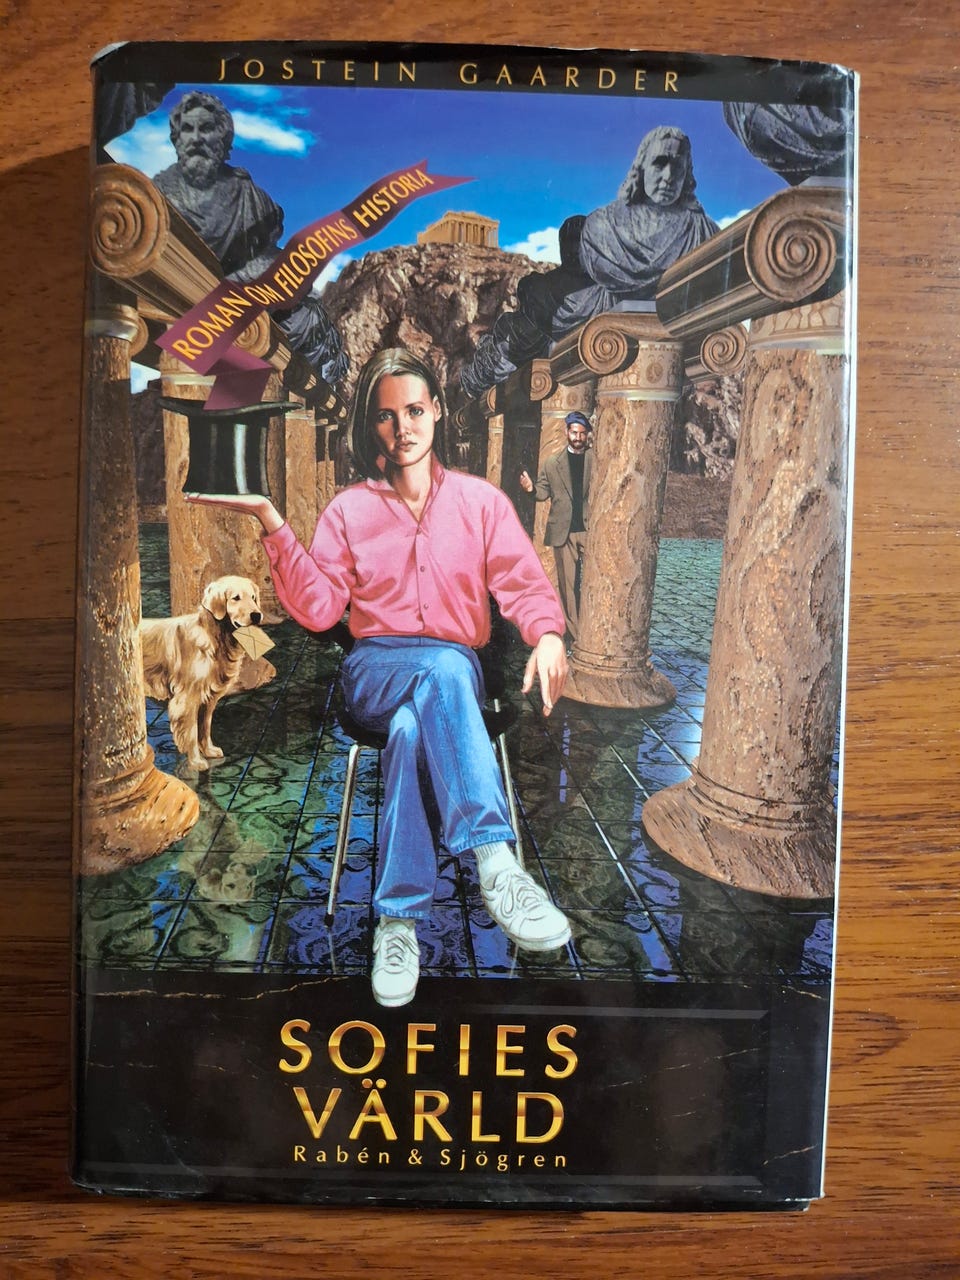 JOSTEIN GAARDER
ROMAN OM FILOSOFINS HISTORIA
SOFIES
VÄRLD
Rabén & Sjögren